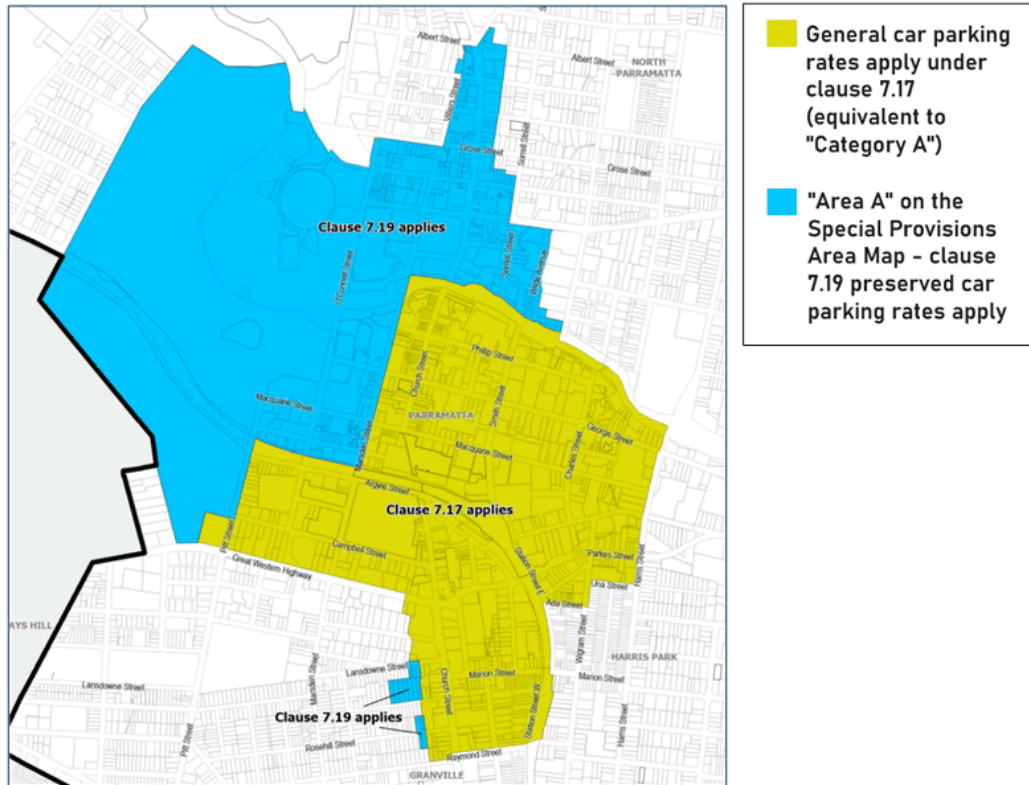 Albert Street
Albert Street
NORTH
PARRAMATTA
Villiers Street
Sorrell Street
Grose Street
Grose Street
Clause 7.19 applies
O'Connell Street
Sorrell Street
Wilde Avenue
Phillip Street
Church Street
Smith Street
Macquarie Street
PARRAMATTA
George Street
Marsden Street
Macquarie Street
Charles Street
Argyle Street
Clause 7.17 applies
Pitt Street
Campbell Street
Station Street E
Parkes Street
Harris Street
Great Western Highway
Una Street
Ada Street
AYS HILL
Wigram Street
HARRIS PARK
Lansdowne Street
Marsden Street
Lansdowne Street
Church Street
Marion Street
Marion Street
Station Street W
Clause 7.19 applies
Pitt Street
Rosehill Street
Harris Street
Raymond Street
GRANVILLE
General car parking
rates apply under
clause 7.17
(equivalent to
"Category A")
"Area A" on the
Special Provisions
Area Map - clause
7.19 preserved car
parking rates apply